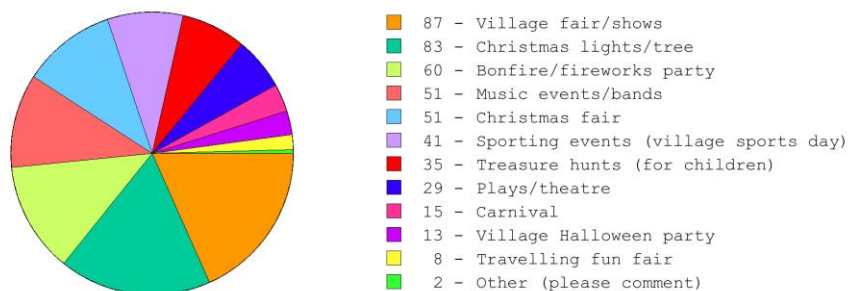 87 - Village fair/shows
83 - Christmas lights/tree
60 - Bonfire/fireworks party
51 - Music events/bands
51 - Christmas fair
41 - Sporting events (village sports day)
35 - Treasure hunts (for children)
29 - Plays/theatre
15 - Carnival
13 - Village Halloween party
8 - Travelling fun fair
2 - Other (please comment)